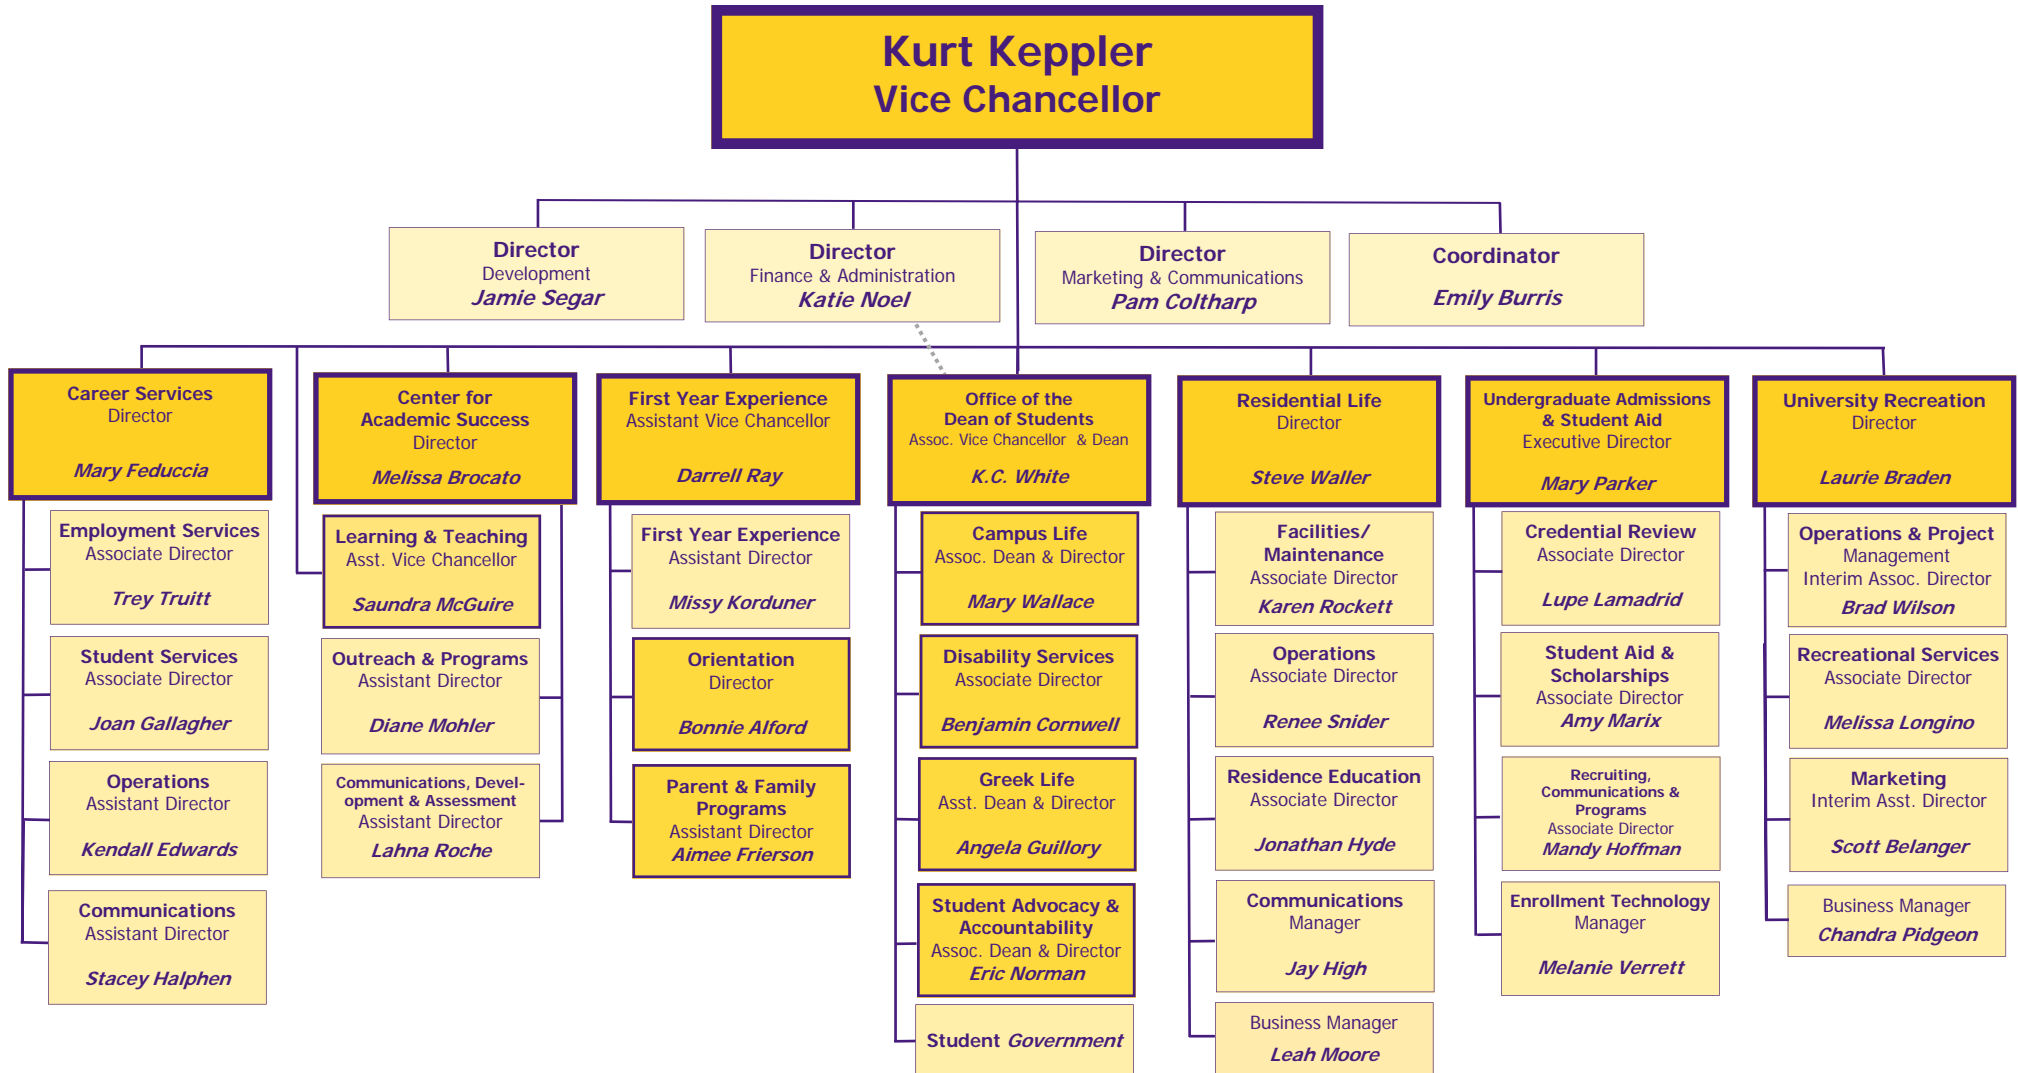 Kurt Keppler
Vice Chancellor
Director
Development
Jamie Segar
Director
Finance & Administration
Katie Noel
Director
Marketing & Communications
Pam Coltharp
Coordinator
Emily Burris
Career Services
Director
Mary Feduccia
Employment Services
Associate Director
Trey Truitt
Student Services
Associate Director
Joan Gallagher
Operations
Assistant Director
Kendall Edwards
Communications
Assistant Director
Stacey Halphen
Center for
Academic Success
Director
Melissa Brocato
Learning & Teaching
Asst. Vice Chancellor
Saundra McGuire
Outreach & Programs
Assistant Director
Diane Mohler
Communications, Devel-
opment & Assessment
Assistant Director
Lahna Roche
First Year Experience
Assistant Vice Chancellor
Darrell Ray
First Year Experience
Assistant Director
Missy Korduner
Orientation
Director
Bonnie Alford
Parent & Family
Programs
Assistant Director
Aimee Frierson
Office of the
Dean of Students
Assoc. Vice Chancellor & Dean
K.C. White
Campus Life
Assoc. Dean & Director
Mary Wallace
Disability Services
Associate Director
Benjamin Cornwell
Greek Life
Asst. Dean & Director
Angela Guillory
Student Advocacy &
Accountability
Assoc. Dean & Director
Eric Norman
Student Government
Residential Life
Director
Steve Waller
Facilities/
Maintenance
Associate Director
Karen Rockett
Operations
Associate Director
Renee Snider
Residence Education
Associate Director
Jonathan Hyde
Communications
Manager
Jay High
Business Manager
Leah Moore
Undergraduate Admissions
& Student Aid
Executive Director
Mary Parker
Credential Review
Associate Director
Lupe Lamadrid
Student Aid &
Scholarships
Associate Director
Amy Marix
Recruiting,
Communications &
Programs
Associate Director
Mandy Hoffman
Enrollment Technology
Manager
Melanie Verrett
University Recreation
Director
Laurie Braden
Operations & Project
Management
Interim Assoc. Director
Brad Wilson
Recreational Services
Associate Director
Melissa Longino
Marketing
Interim Asst. Director
Scott Belanger
Business Manager
Chandra Pidgeon